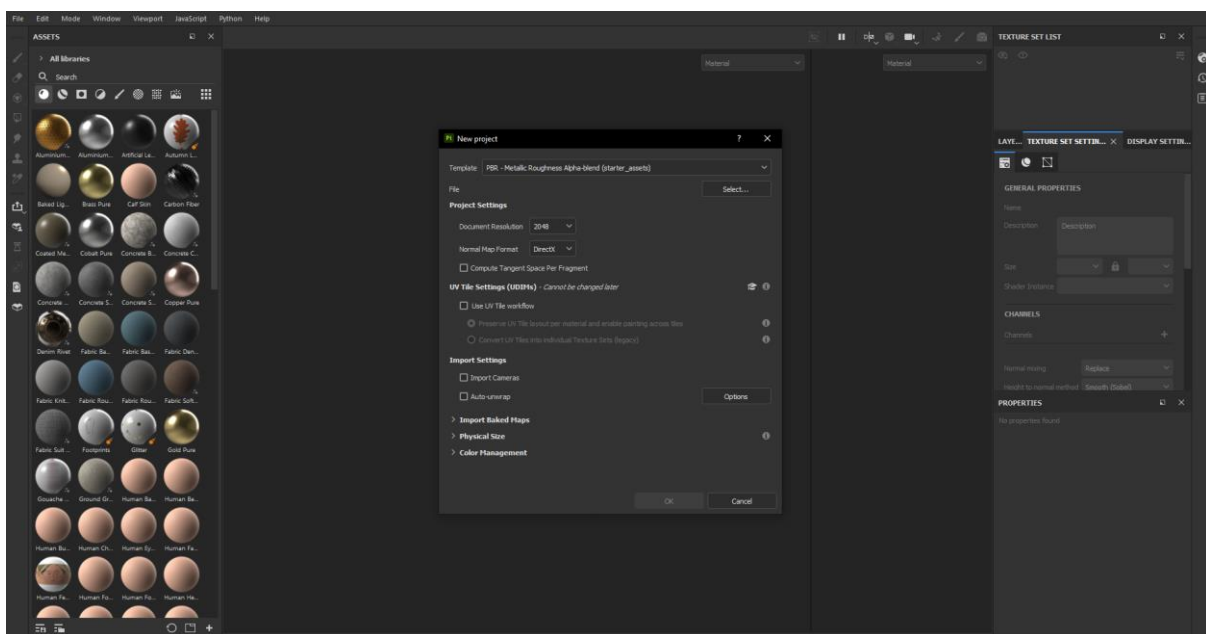 File Edit Mode Window Viewport JavaScript Python Help
ASSETS
All libraries
Search
Aluminium... Aluminium... Artificial Le... Autumn L...
Baked Lig... Brass Pure Calf Skin Carbon Fiber
Coated Me... Cobalt Pure Concrete B... Concrete C...
Concrete ... Concrete S... Concrete S... Copper Pure
Denim Rivet Fabric Ba... Fabric Bas... Fabric Den...
Fabric Knit... Fabric Rou... Fabric Rou... Fabric Soft...
Fabric Suit ... Footprints Glitter Gold Pure
Gouache ... Ground Gr... Human Ba... Human Be...
Human Bu... Human Ch... Human Ey... Human Fa...
Human Fe... Human Fo... Human Fo... Human He...
Material
Material
Pt New project ? X
Template PBR - Metallic Roughness Alpha-blend (starter_assets)
File Select...
Project Settings
Document Resolution 2048
Normal Map Format DirectX
Compute Tangent Space Per Fragment
UV Tile Settings (UDIMs) - Cannot be changed later
Use UV Tile workflow
Preserve UV Tile layout per material and enable painting across tiles
Convert UV Tiles into individual Texture Sets (legacy)
Import Settings
Import Cameras
Auto-unwrap Options
Import Baked Maps
Physical Size
Color Management
OK Cancel
TEXTURE SET LIST
LAYE... TEXTURE SET SETTIN... DISPLAY SETTIN...
GENERAL PROPERTIES
Name
Description Description
Size
Shader Instance
CHANNELS
Channels
Normal mixing Replace
Height to normal method Smooth (Sobel)
PROPERTIES
No properties found